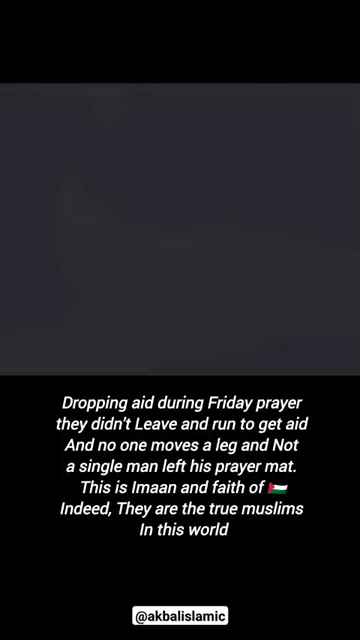 Dropping aid during Friday prayer
they didn't Leave and run to get aid
And no one moves a leg and Not
a single man left his prayer mat.
This is Imaan and faith of 🇵🇸
Indeed, They are the true muslims
In this world
@akbalislamic